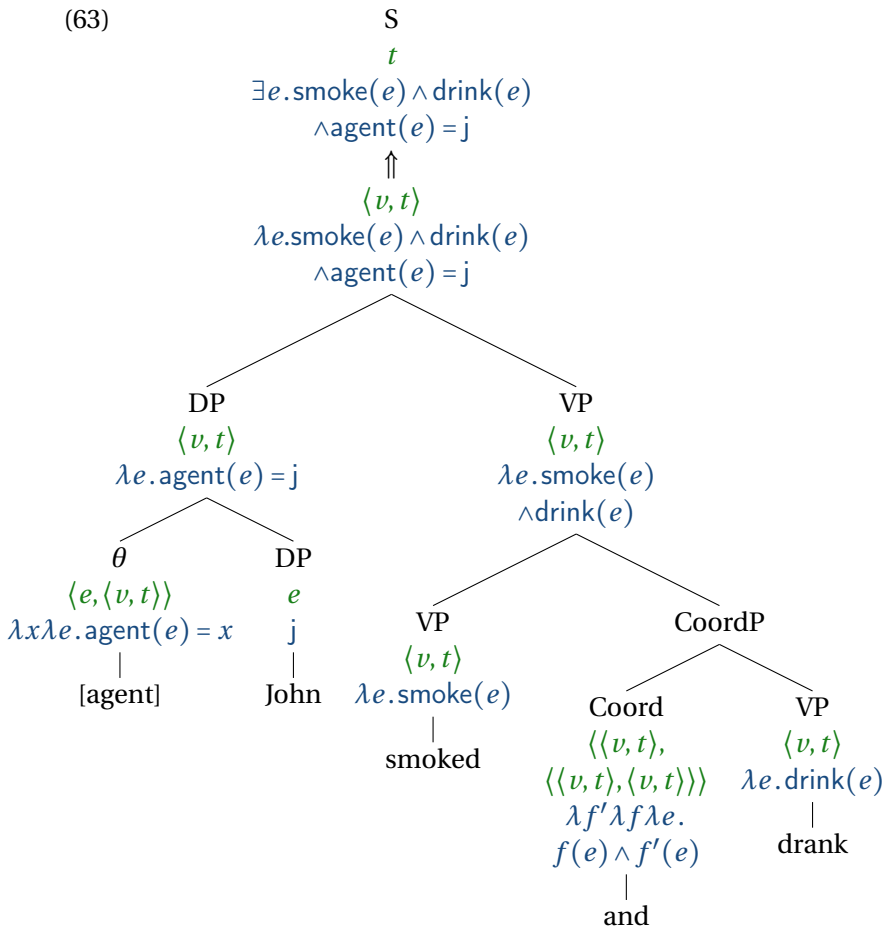 (63) S
t
∃e.smoke(e) ∧ drink(e)
∧agent(e) = j
⇑
⟨v, t⟩
λe.smoke(e) ∧ drink(e)
∧agent(e) = j
DP VP
⟨v, t⟩ ⟨v, t⟩
λe.agent(e) = j λe.smoke(e)
∧drink(e)
θ DP
⟨e,⟨v, t⟩⟩ e
λxλe.agent(e) = x j
[agent] John
VP CoordP
⟨v, t⟩
λe.smoke(e)
smoked
Coord VP
⟨⟨v, t⟩, ⟨v, t⟩
⟨⟨v, t⟩,⟨v, t⟩⟩⟩ λe.drink(e)
λf′λfλe.
f(e) ∧ f′(e) drank
and